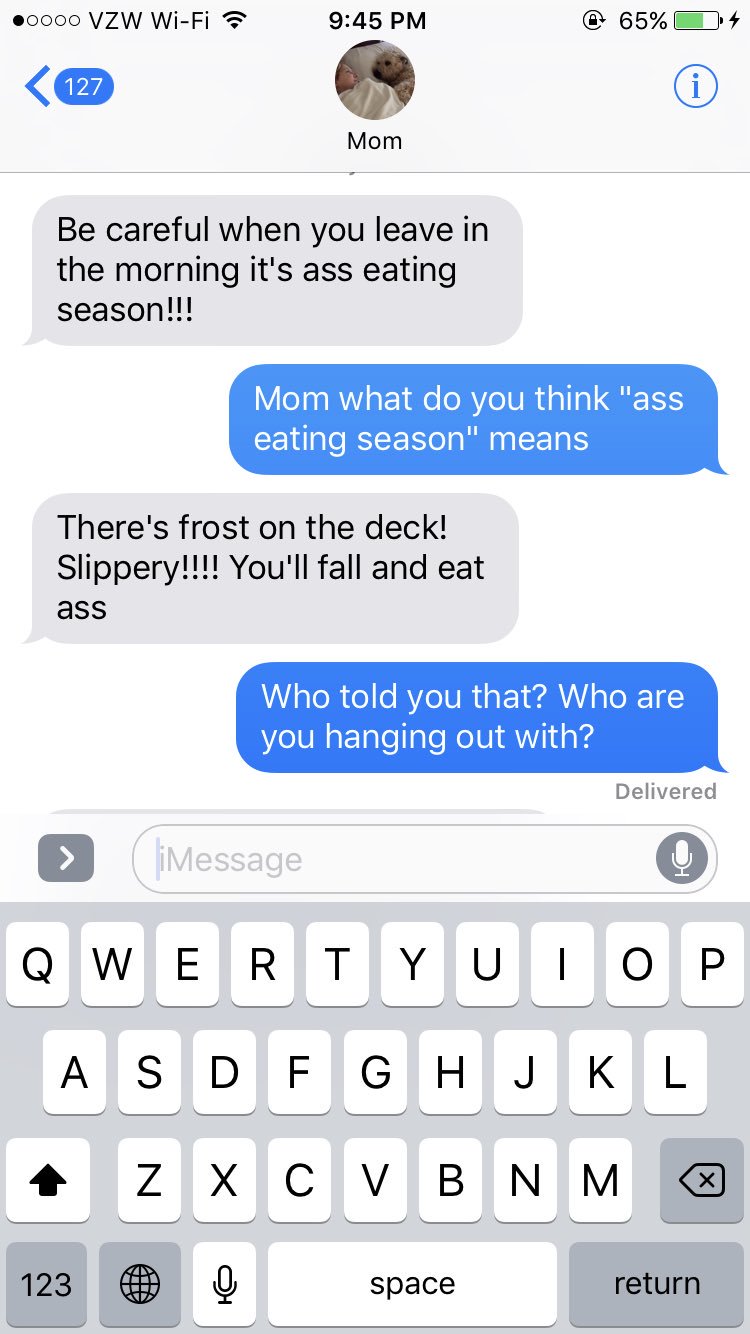 VZW Wi-Fi 9:45 PM 65%
127
Mom
Be careful when you leave in
the morning it's ass eating
season!!!
Mom what do you think "ass
eating season" means
There's frost on the deck!
Slippery!!!! You'll fall and eat
ass
Who told you that? Who are
you hanging out with?
Delivered
iMessage
Q W E R T Y U I O P
A S D F G H J K L
Z X C V B N M
123 space return